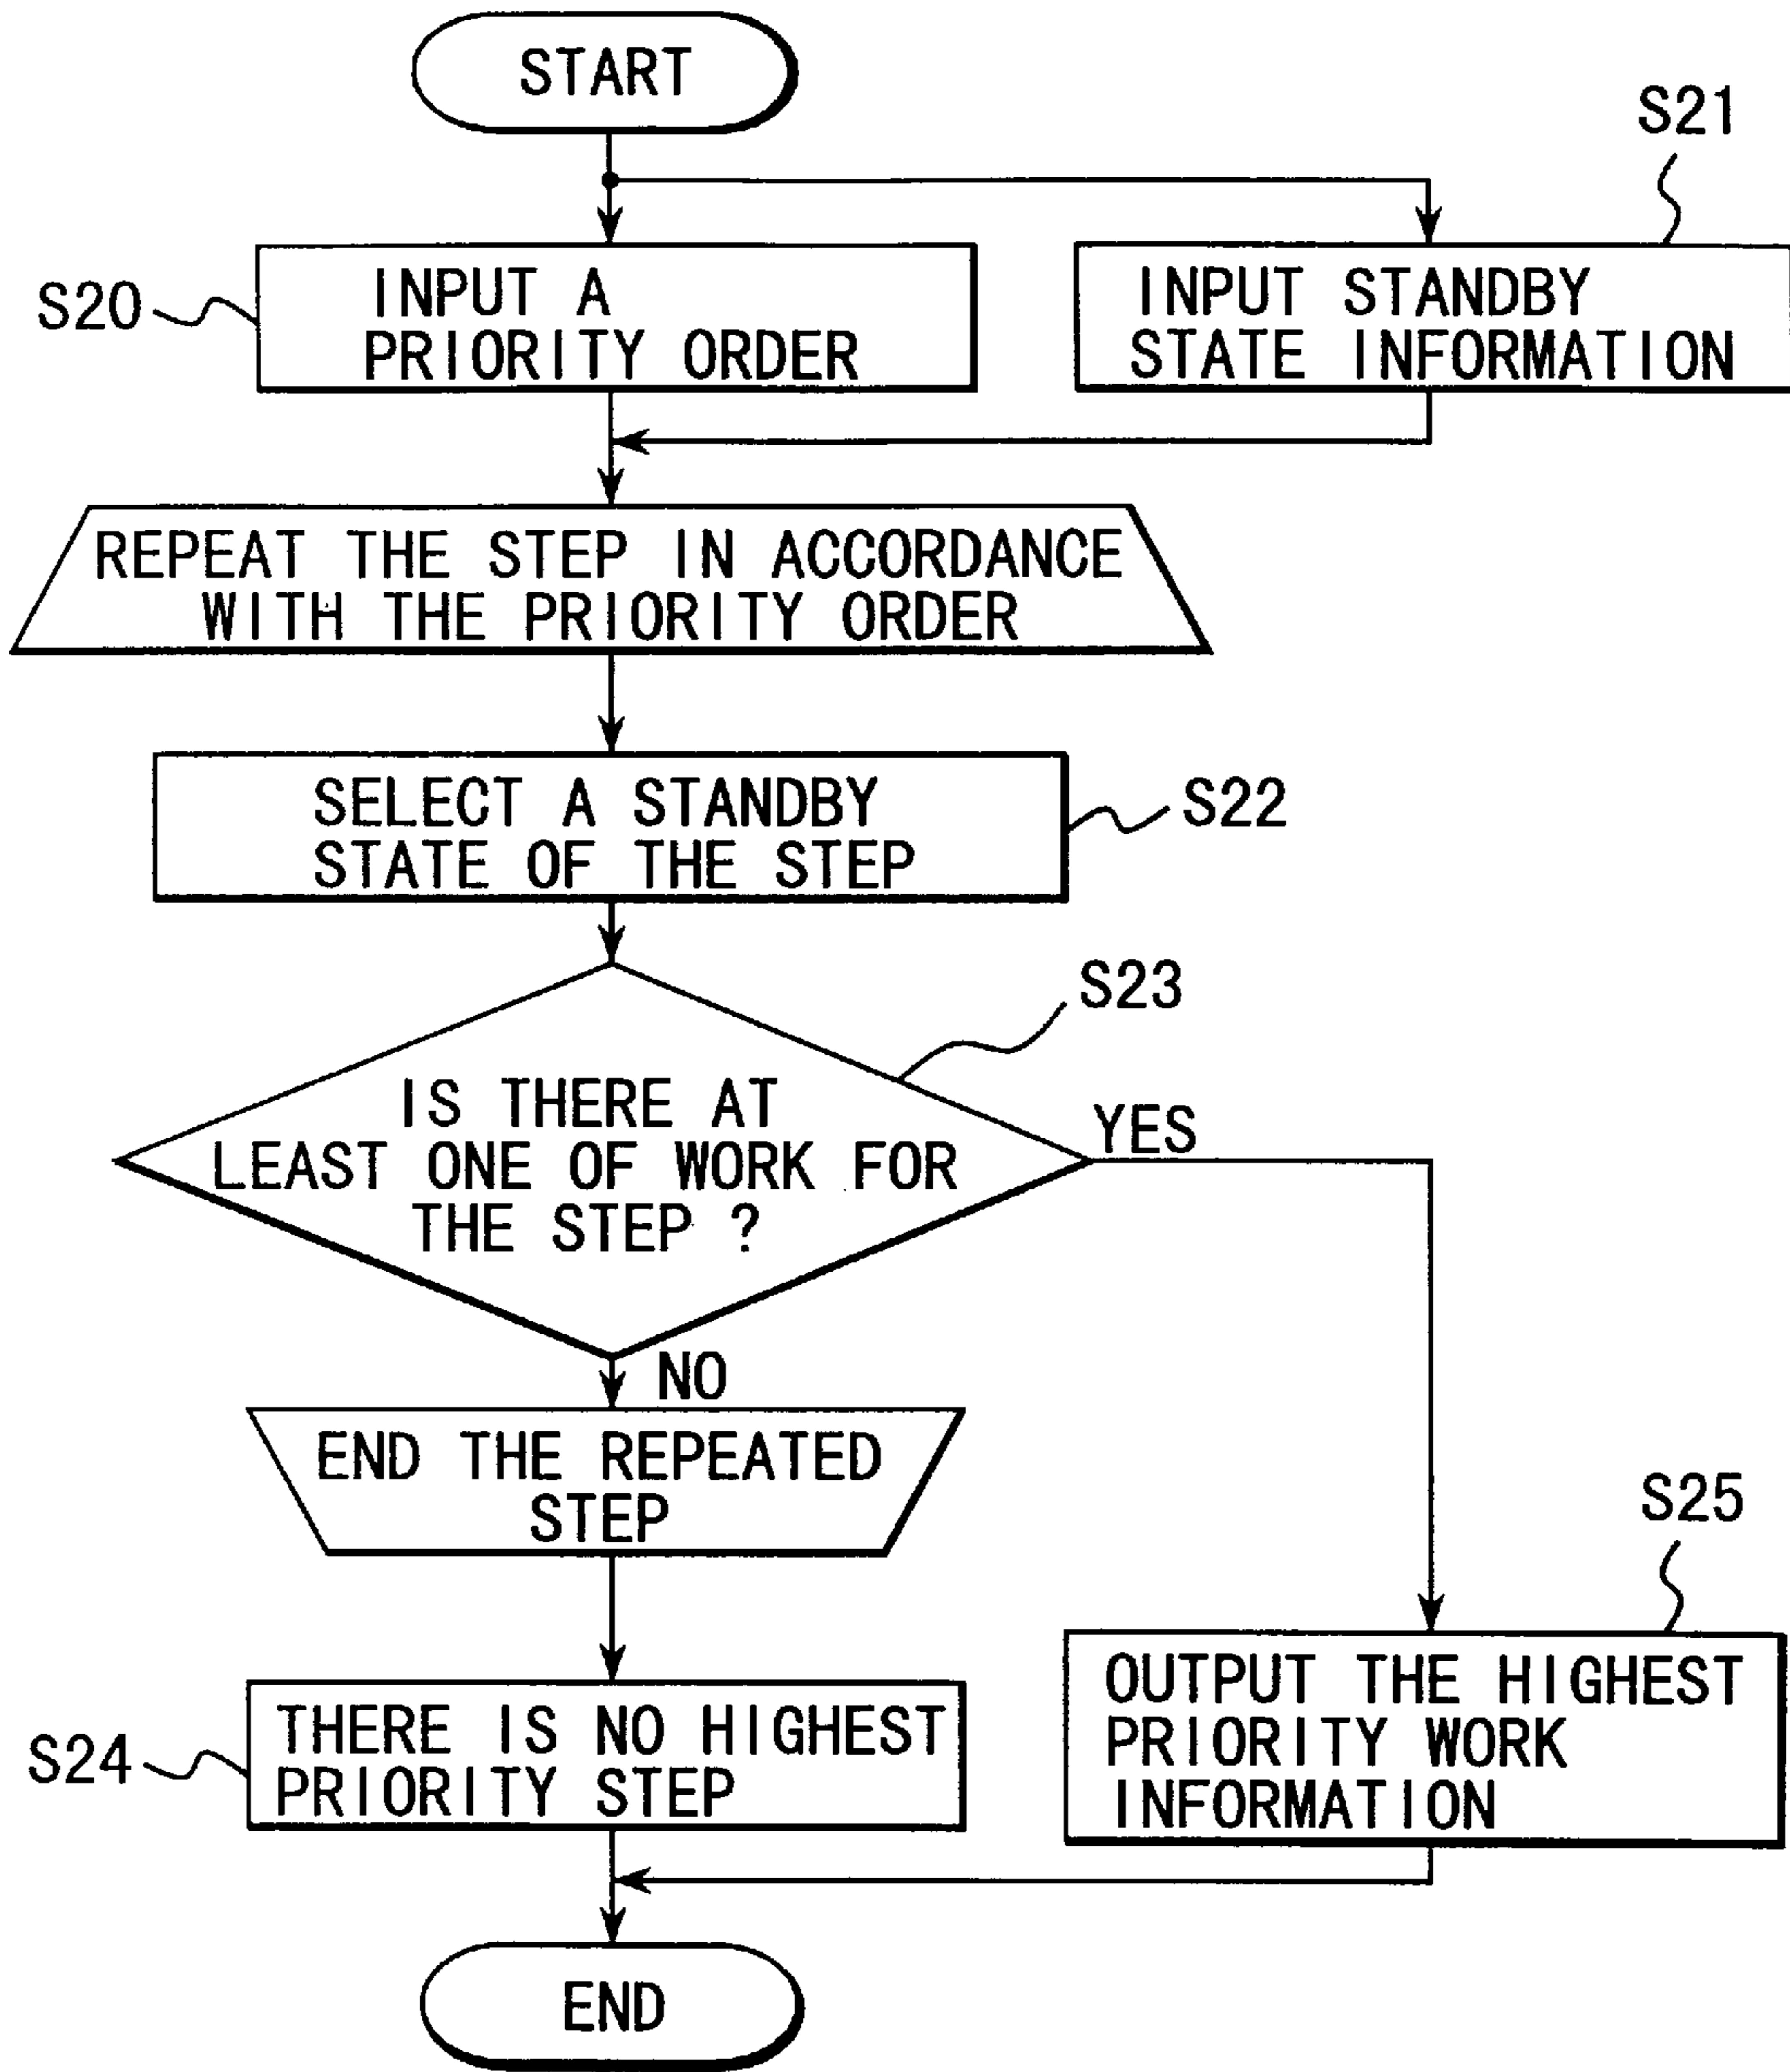 START
S21
S20
INPUT A
PRIORITY ORDER
INPUT STANDBY
STATE INFORMATION
REPEAT THE STEP IN ACCORDANCE
WITH THE PRIORITY ORDER
SELECT A STANDBY
STATE OF THE STEP
S22
S23
IS THERE AT
LEAST ONE OF WORK FOR
THE STEP ?
YES
NO
END THE REPEATED
STEP
S25
S24
THERE IS NO HIGHEST
PRIORITY STEP
OUTPUT THE HIGHEST
PRIORITY WORK
INFORMATION
END